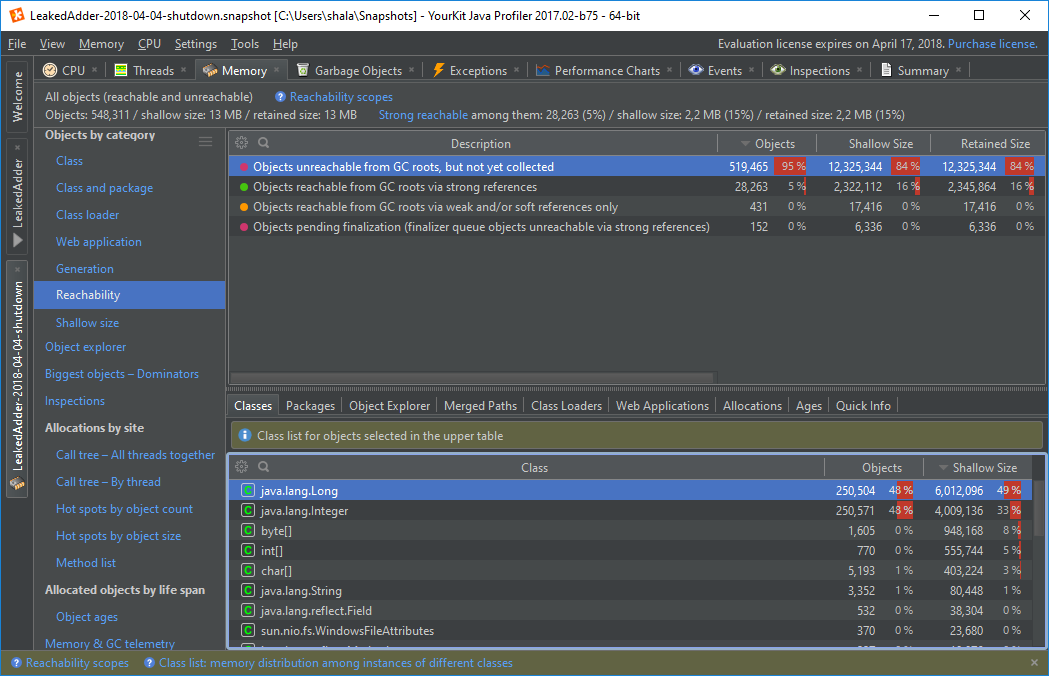 LeakedAdder-2018-04-04-shutdown.snapshot [C:\Users\shala\Snapshots] - YourKit Java Profiler 2017.02-b75 - 64-bit
File View Memory CPU Settings Tools Help Evaluation license expires on April 17, 2018. Purchase license.
CPU Threads Memory Garbage Objects Exceptions Performance Charts Events Inspections Summary
Welcome
LeakedAdder
LeakedAdder-2018-04-04-shutdown
All objects (reachable and unreachable) Reachability scopes
Objects: 548,311 / shallow size: 13 MB / retained size: 13 MB Strong reachable among them: 28,263 (5%) / shallow size: 2,2 MB (15%) / retained size: 2,2 MB (15%)
Objects by category
Class
Class and package
Class loader
Web application
Generation
Reachability
Shallow size
Object explorer
Biggest objects – Dominators
Inspections
Allocations by site
Call tree – All threads together
Call tree – By thread
Hot spots by object count
Hot spots by object size
Method list
Allocated objects by life span
Object ages
Memory & GC telemetry
Description Objects Shallow Size Retained Size
Objects unreachable from GC roots, but not yet collected 519,465 95 % 12,325,344 84 % 12,325,344 84 %
Objects reachable from GC roots via strong references 28,263 5 % 2,322,112 16 % 2,345,864 16 %
Objects reachable from GC roots via weak and/or soft references only 431 0 % 17,416 0 % 17,416 0 %
Objects pending finalization (finalizer queue objects unreachable via strong references) 152 0 % 6,336 0 % 6,336 0 %
Classes Packages Object Explorer Merged Paths Class Loaders Web Applications Allocations Ages Quick Info
Class list for objects selected in the upper table
Class Objects Shallow Size
java.lang.Long 250,504 48 % 6,012,096 49 %
java.lang.Integer 250,571 48 % 4,009,136 33 %
byte[] 1,605 0 % 948,168 8 %
int[] 770 0 % 555,744 5 %
char[] 5,193 1 % 403,224 3 %
java.lang.String 3,352 1 % 80,448 1 %
java.lang.reflect.Field 532 0 % 38,304 0 %
sun.nio.fs.WindowsFileAttributes 370 0 % 23,680 0 %
Reachability scopes Class list: memory distribution among instances of different classes